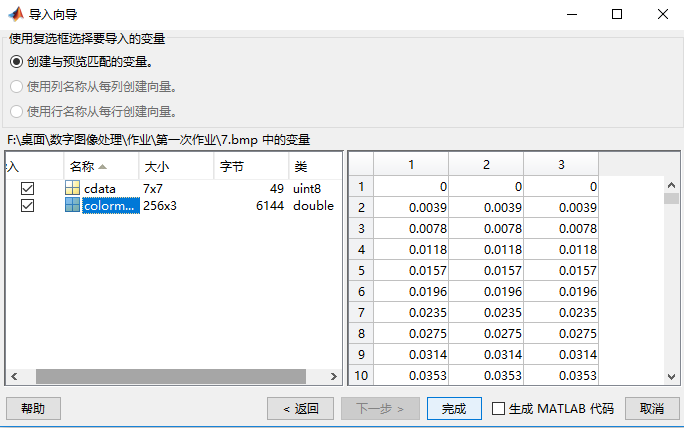 导入向导
使用复选框选择要导入的变量
创建与预览匹配的变量。
使用列名称从每列创建向量。
使用行名称从每行创建向量。
F:\桌面\数字图像处理\作业\第一次作业\7.bmp 中的变量
入 名称 大小 字节 类
cdata 7x7 49 uint8
colorm... 256x3 6144 double
1 2 3
1 0 0 0
2 0.0039 0.0039 0.0039
3 0.0078 0.0078 0.0078
4 0.0118 0.0118 0.0118
5 0.0157 0.0157 0.0157
6 0.0196 0.0196 0.0196
7 0.0235 0.0235 0.0235
8 0.0275 0.0275 0.0275
9 0.0314 0.0314 0.0314
10 0.0353 0.0353 0.0353
帮助 < 返回 下一步 > 完成 生成 MATLAB 代码 取消